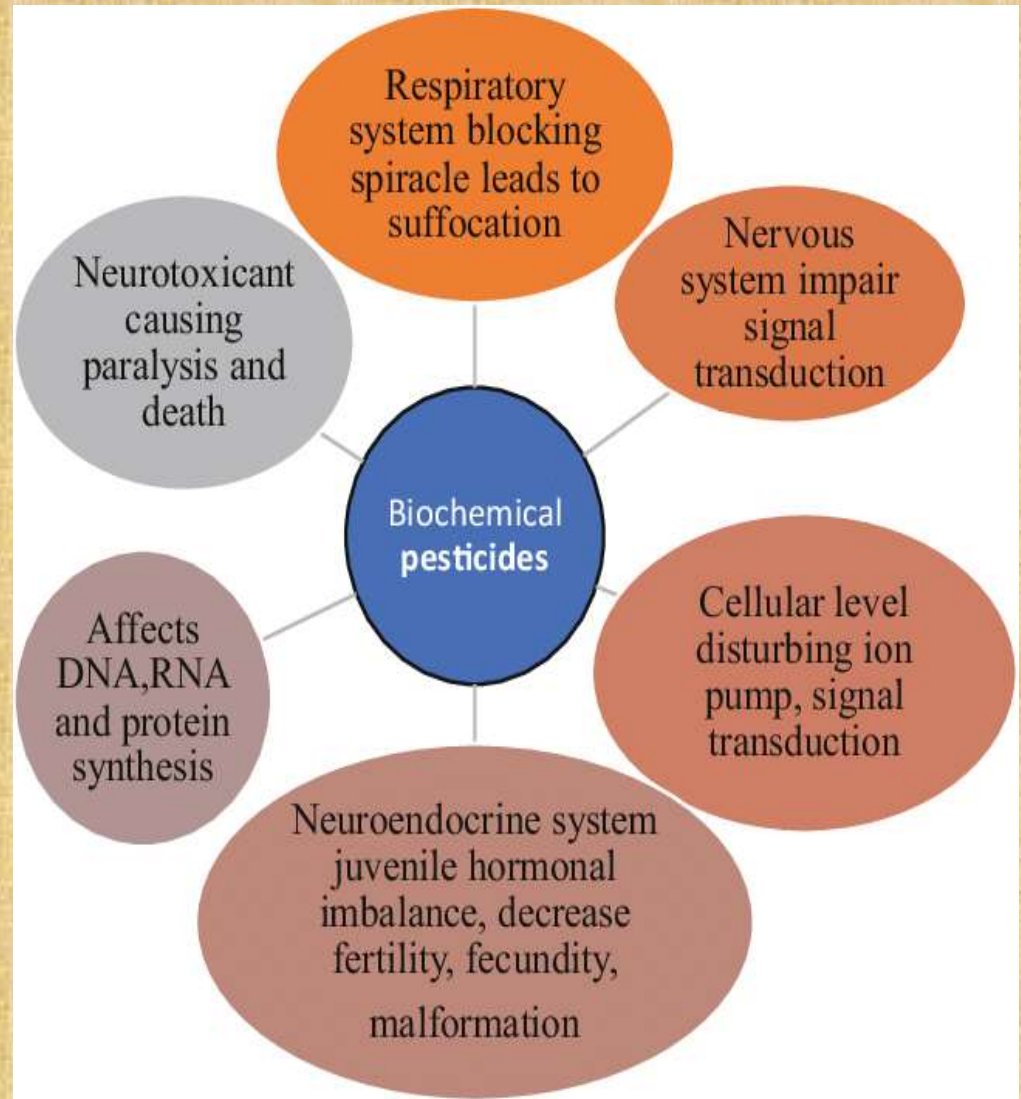 Respiratory
system blocking
spiracle leads to
suffocation
Nervous
system impair
signal
transduction
Cellular level
disturbing ion
pump, signal
transduction
Neuroendocrine system
juvenile hormonal
imbalance, decrease
fertility, fecundity,
malformation
Affects
DNA,RNA
and protein
synthesis
Neurotoxicant
causing
paralysis and
death
Biochemical
pesticides